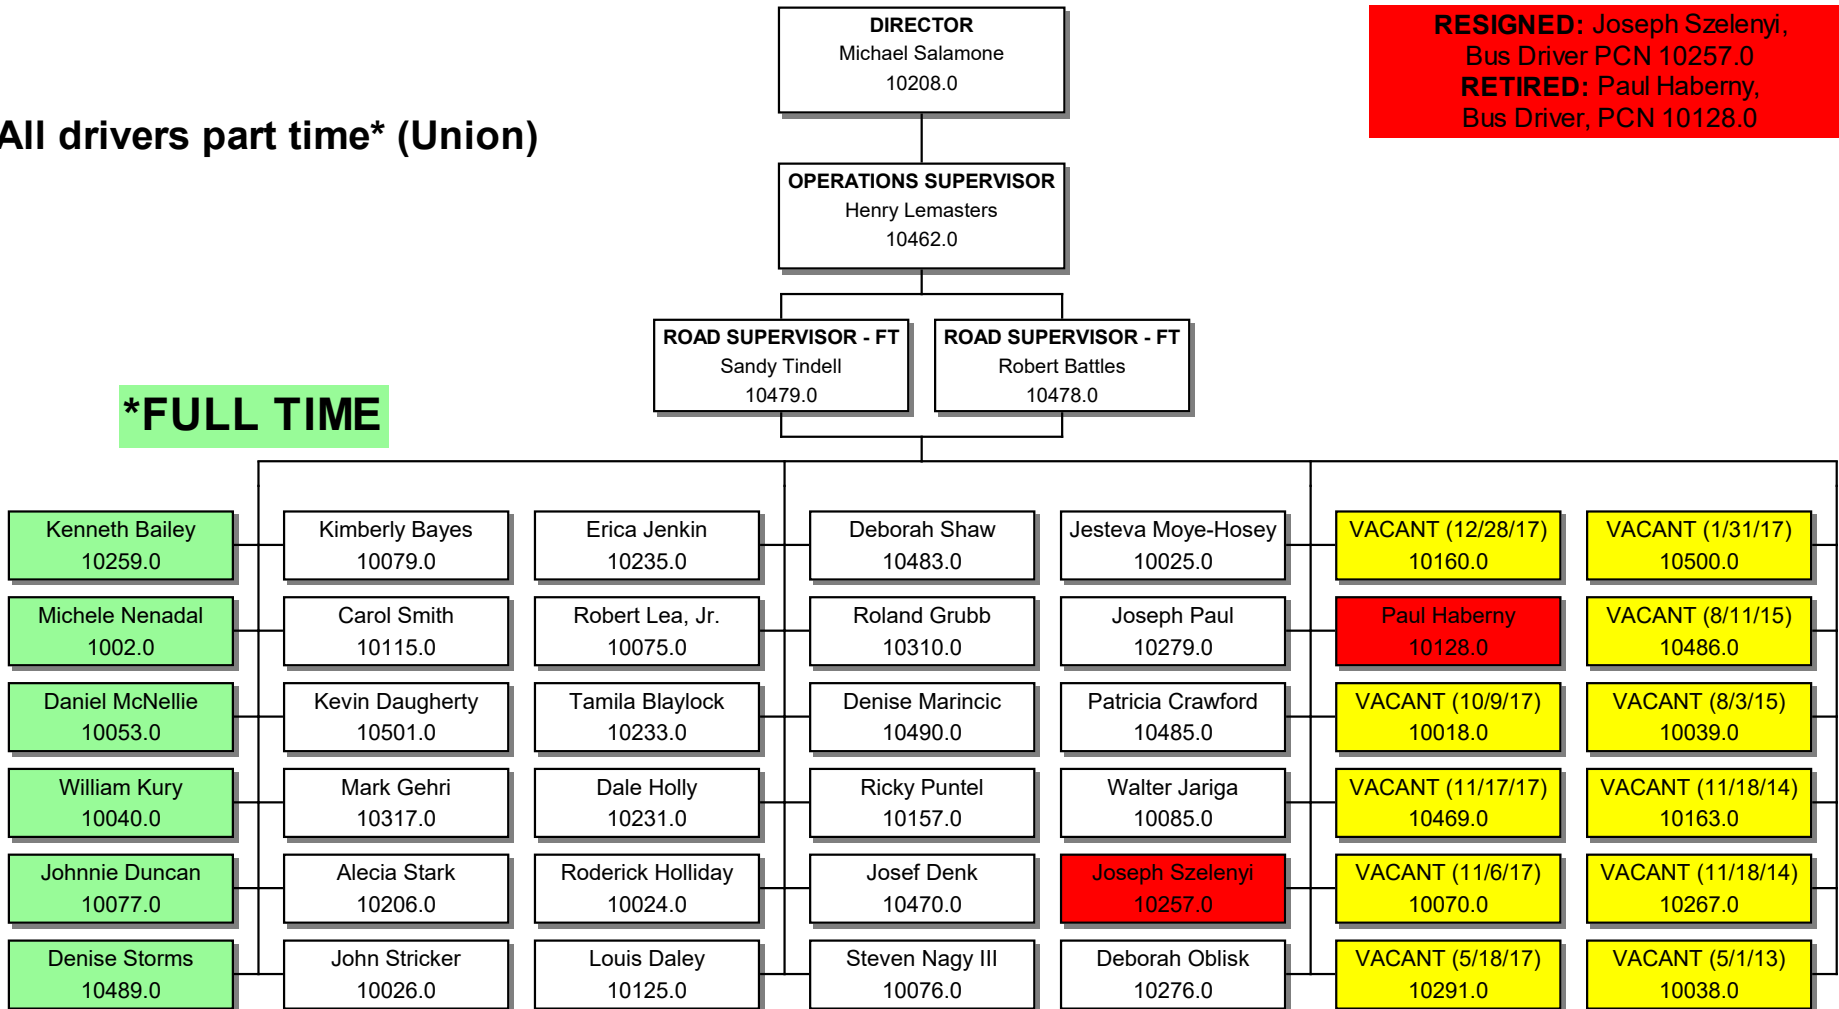 DIRECTOR
Michael Salamone
10208.0
RESIGNED: Joseph Szelenyi,
Bus Driver PCN 10257.0
RETIRED: Paul Haberny,
Bus Driver, PCN 10128.0
All drivers part time* (Union)
OPERATIONS SUPERVISOR
Henry Lemasters
10462.0
ROAD SUPERVISOR - FT
Sandy Tindell
10479.0
ROAD SUPERVISOR - FT
Robert Battles
10478.0
*FULL TIME
Kenneth Bailey
10259.0
Kimberly Bayes
10079.0
Erica Jenkin
10235.0
Deborah Shaw
10483.0
Jesteva Moye-Hosey
10025.0
VACANT (12/28/17)
10160.0
VACANT (1/31/17)
10500.0
Michele Nenadal
1002.0
Carol Smith
10115.0
Robert Lea, Jr.
10075.0
Roland Grubb
10310.0
Joseph Paul
10279.0
Paul Haberny
10128.0
VACANT (8/11/15)
10486.0
Daniel McNellie
10053.0
Kevin Daugherty
10501.0
Tamila Blaylock
10233.0
Denise Marincic
10490.0
Patricia Crawford
10485.0
VACANT (10/9/17)
10018.0
VACANT (8/3/15)
10039.0
William Kury
10040.0
Mark Gehri
10317.0
Dale Holly
10231.0
Ricky Puntel
10157.0
Walter Jariga
10085.0
VACANT (11/17/17)
10469.0
VACANT (11/18/14)
10163.0
Johnnie Duncan
10077.0
Alecia Stark
10206.0
Roderick Holliday
10024.0
Josef Denk
10470.0
Joseph Szelenyi
10257.0
VACANT (11/6/17)
10070.0
VACANT (11/18/14)
10267.0
Denise Storms
10489.0
John Stricker
10026.0
Louis Daley
10125.0
Steven Nagy III
10076.0
Deborah Oblisk
10276.0
VACANT (5/18/17)
10291.0
VACANT (5/1/13)
10038.0